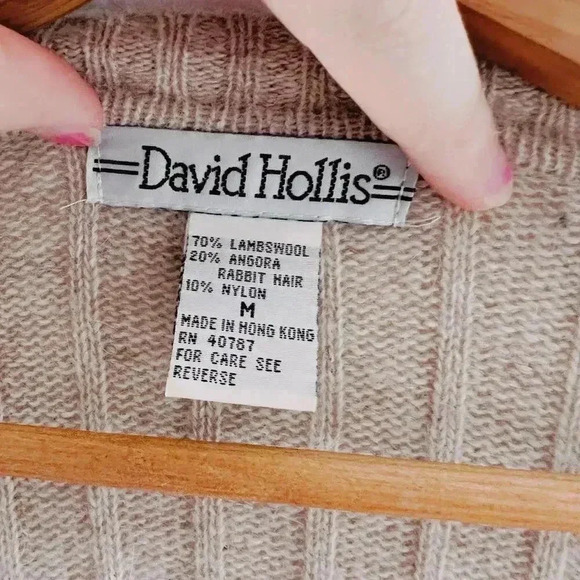 David Hollis®
70% LAMBSWOOL
20% ANGORA
RABBIT HAIR
10% NYLON
M
MADE IN HONG KONG
RN 40787
FOR CARE SEE
REVERSE